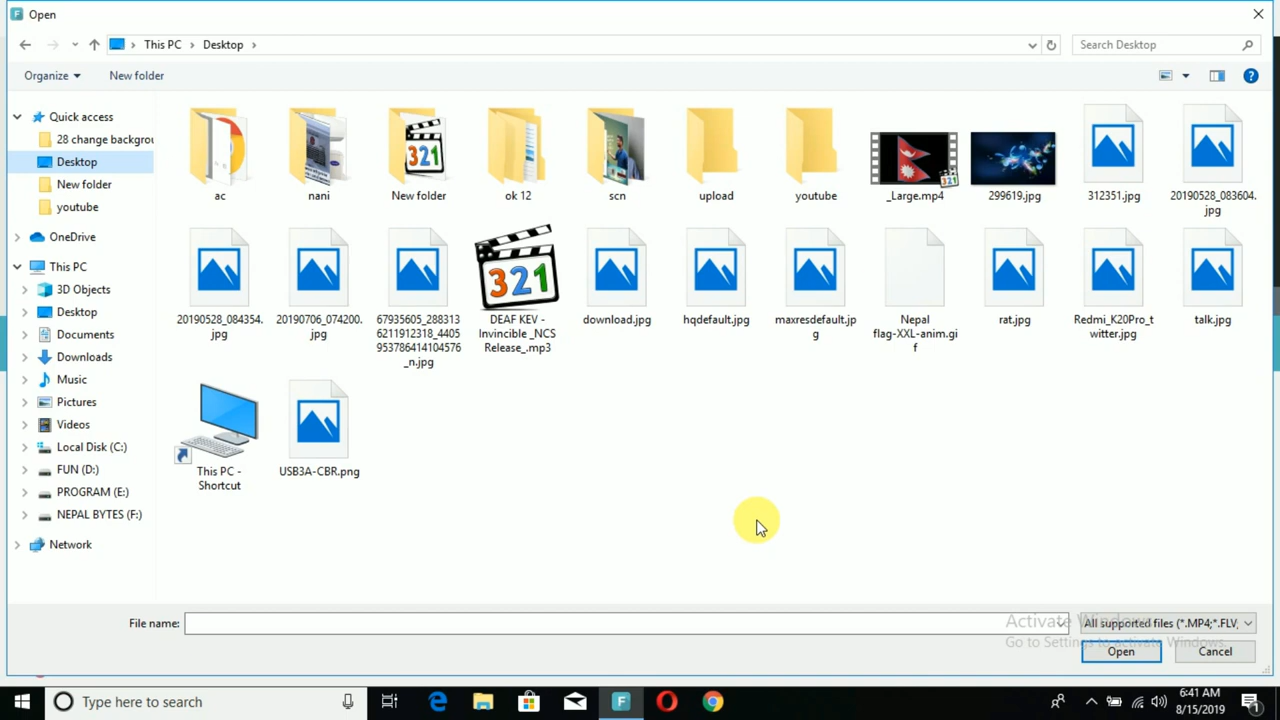 Open
This PC
Desktop
Search Desktop
Organize
New folder
Quick access
28 change backgrou
Desktop
New folder
youtube
OneDrive
This PC
3D Objects
Desktop
Documents
Downloads
Music
Pictures
Videos
Local Disk (C:)
FUN (D:)
PROGRAM (E:)
NEPAL BYTES (F:)
Network
ac
nani
New folder
ok 12
scn
upload
youtube
_Large.mp4
299619.jpg
312351.jpg
20190528_083604.
jpg
20190528_084354.
jpg
20190706_074200.
jpg
67935605_288313
6211912318_4405
953786414104576
_n.jpg
321
DEAF KEV -
Invincible _NCS
Release_.mp3
download.jpg
hqdefault.jpg
maxresdefault.jp
g
Nepal
flag-XXL-anim.gi
f
rat.jpg
Redmi_K20Pro_t
witter.jpg
talk.jpg
This PC -
Shortcut
USB3A-CBR.png
File name:
All supported files (*.MP4;*.FLV;
Activate Windows
Go to Settings to activate Windows.
Open
Cancel
Type here to search
6:41 AM
8/15/2019